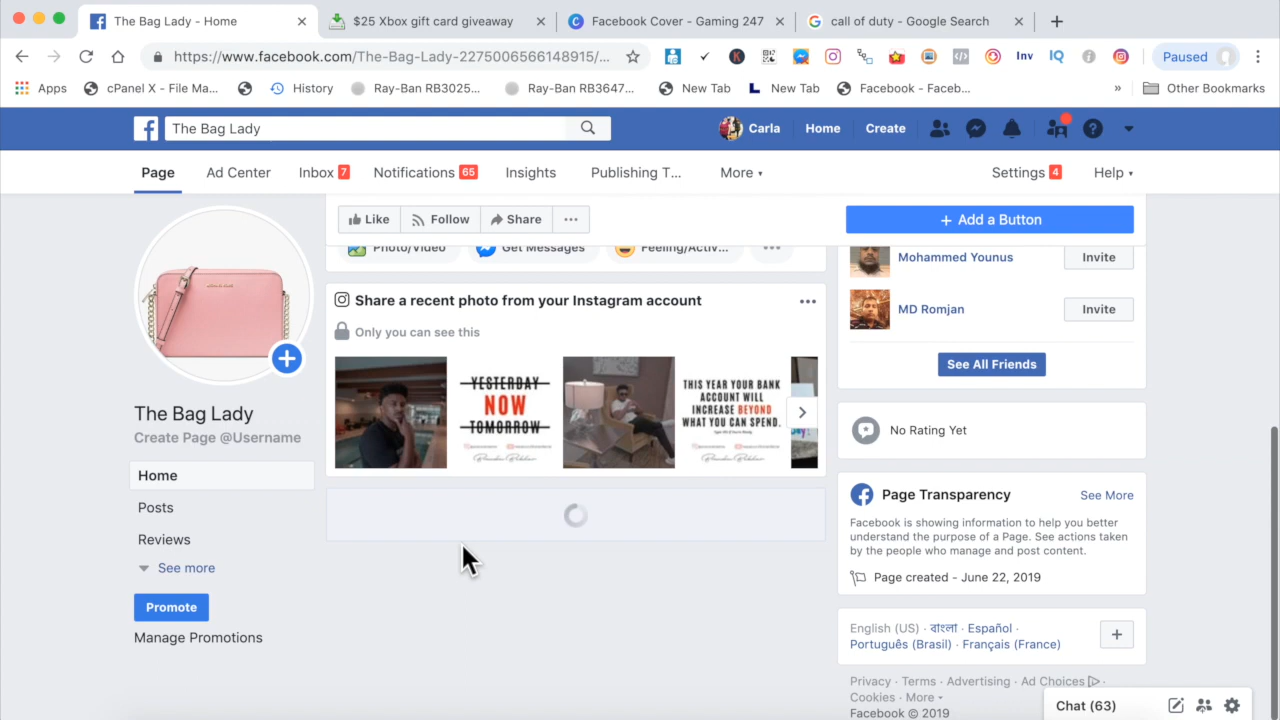 The Bag Lady - Home
$25 Xbox gift card giveaway
Facebook Cover - Gaming 247
call of duty - Google Search
https://www.facebook.com/The-Bag-Lady-2275006566148915/...
Inv
IQ
Paused
Apps
cPanel X - File Ma...
History
Ray-Ban RB3025...
Ray-Ban RB3647...
New Tab
New Tab
Facebook - Faceb...
»
Other Bookmarks
The Bag Lady
Carla
Home
Create
Page
Ad Center
Inbox 7
Notifications 65
Insights
Publishing T...
More
Settings 4
Help
Like
Follow
Share
...
+ Add a Button
Photo/Video
Get Messages
Feeling/Activ...
Mohammed Younus
Invite
MD Romjan
Invite
See All Friends
Share a recent photo from your Instagram account
Only you can see this
YESTERDAY
NOW
TOMORROW
THIS YEAR YOUR BANK
ACCOUNT WILL
INCREASE BEYOND
WHAT YOU CAN SPEND.
The Bag Lady
Create Page @Username
Home
Posts
Reviews
See more
Promote
Manage Promotions
No Rating Yet
Page Transparency
See More
Facebook is showing information to help you better
understand the purpose of a Page. See actions taken
by the people who manage and post content.
Page created - June 22, 2019
English (US) · বাংলা · Español ·
Português (Brasil) · Français (France)
Privacy · Terms · Advertising · Ad Choices ·
Cookies · More
Facebook © 2019
Chat (63)